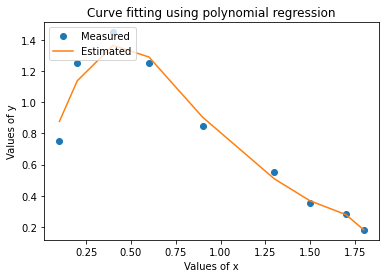 Curve fitting using polynomial regression
Measured
Estimated
Values of y
1.4
1.2
1.0
0.8
0.6
0.4
0.2
0.25 0.50 0.75 1.00 1.25 1.50 1.75
Values of x